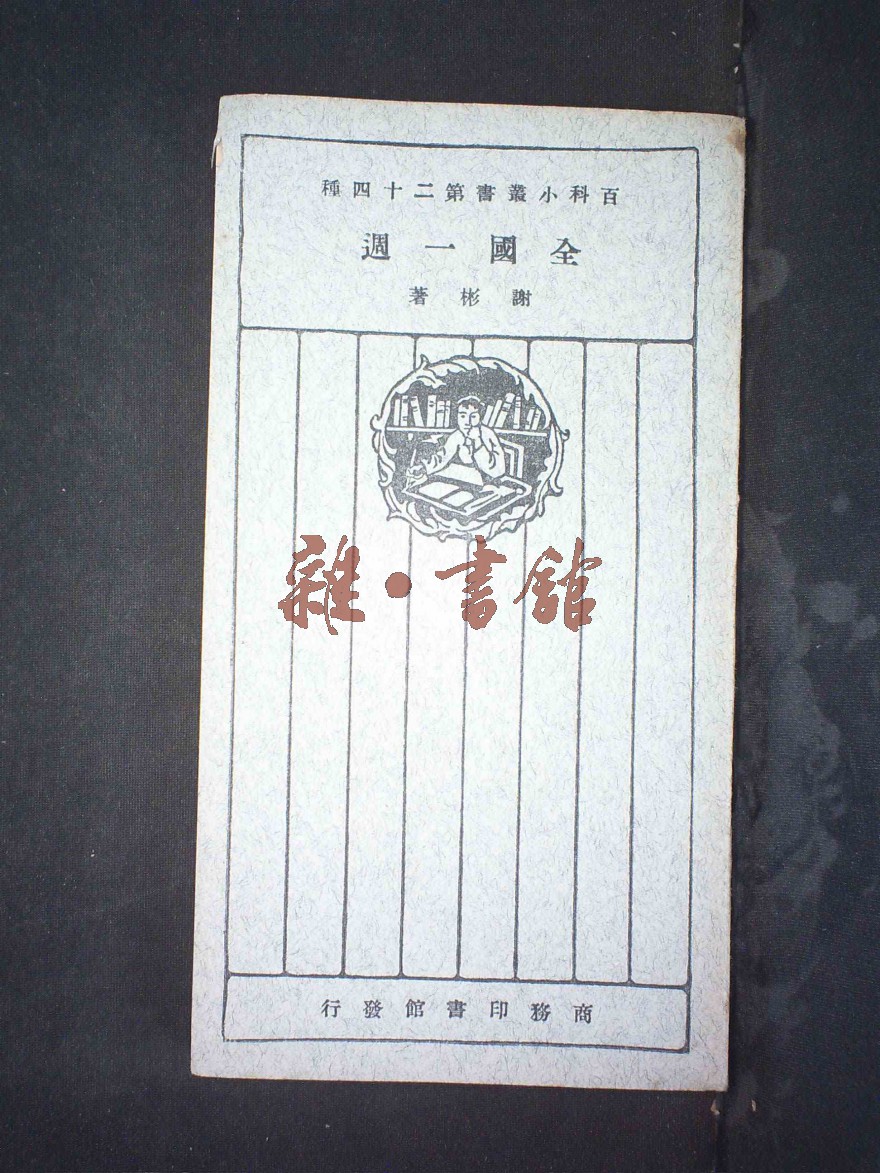 百科小叢書第二十四種
全國一週
謝彬著
雜·書館
商務印書館發行